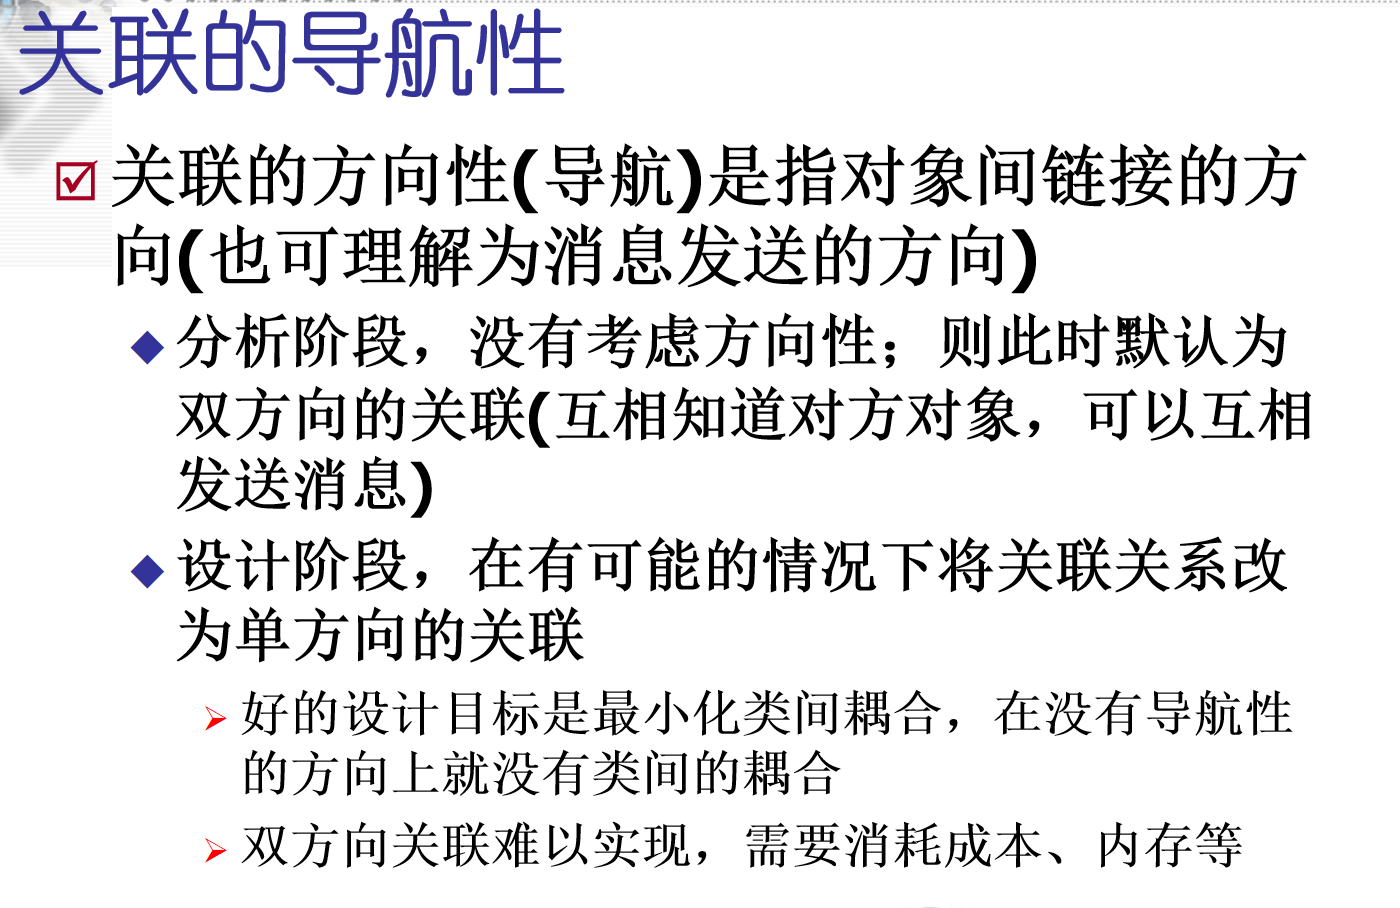 关联的导航性
关联的方向性(导航)是指对象间链接的方
向(也可理解为消息发送的方向)
分析阶段，没有考虑方向性；则此时默认为
双方向的关联(互相知道对方对象，可以互相
发送消息)
设计阶段，在有可能的情况下将关联关系改
为单方向的关联
好的设计目标是最小化类间耦合，在没有导航性
的方向上就没有类间的耦合
双方向关联难以实现，需要消耗成本、内存等